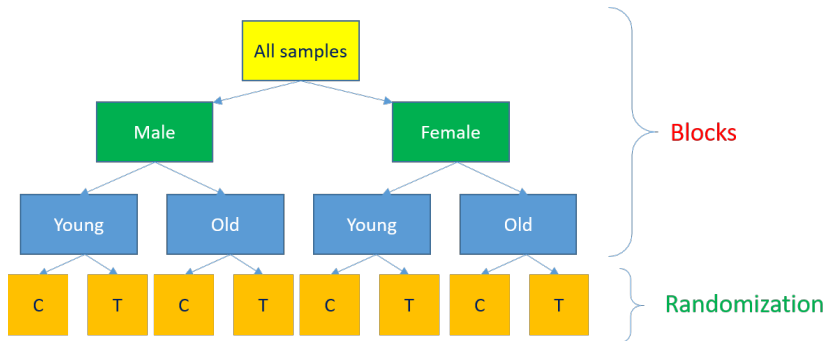 All samples
Male
Female
Blocks
Young
Old
Young
Old
C
T
C
T
C
T
C
T
Randomization